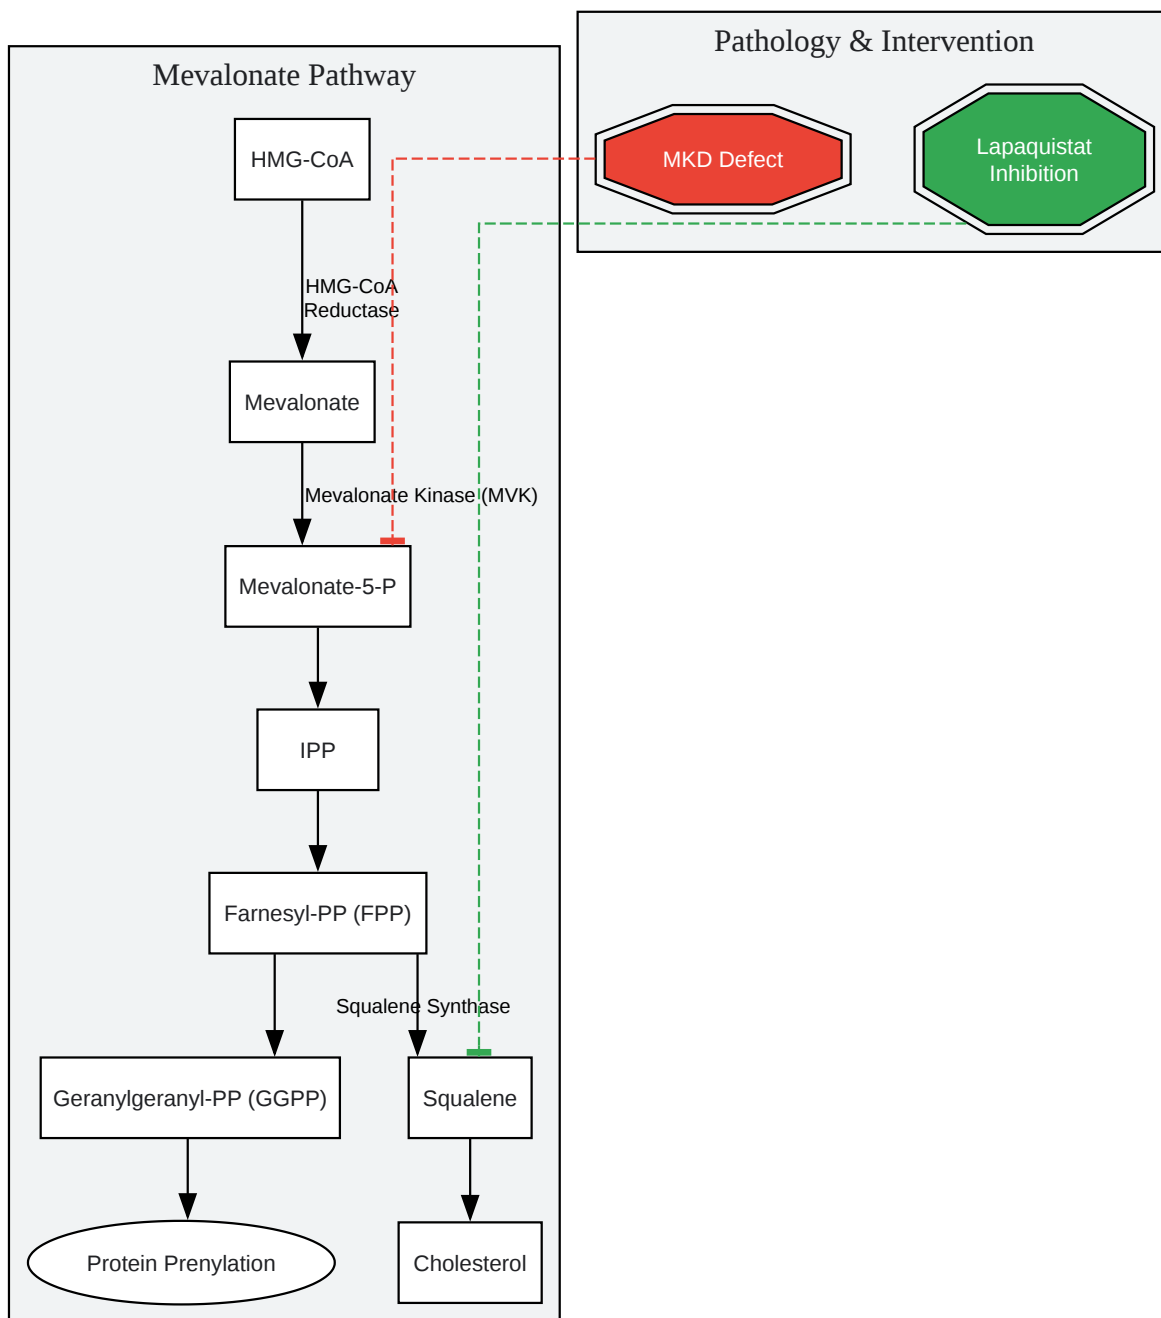 Mevalonate Pathway
HMG-CoA
HMG-CoA
Reductase
Mevalonate
Mevalonate Kinase (MVK)
Mevalonate-5-P
IPP
Farnesyl-PP (FPP)
Squalene Synthase
Geranylgeranyl-PP (GGPP)
Squalene
Protein Prenylation
Cholesterol
Pathology & Intervention
MKD Defect
Lapaquistat
Inhibition